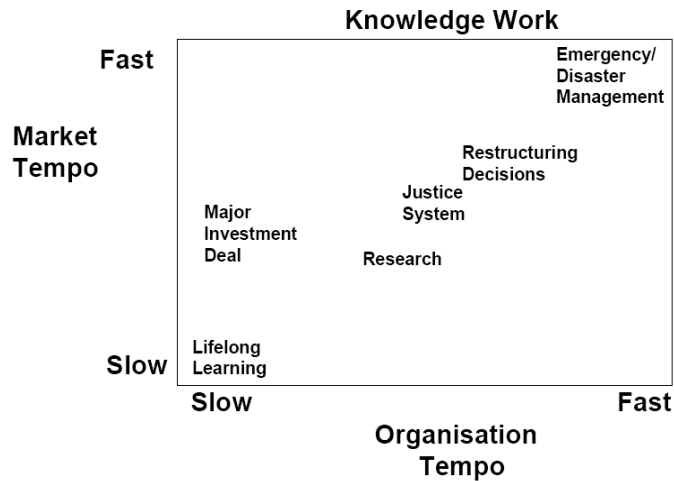 Knowledge Work
Fast
Emergency/
Disaster
Management
Market
Tempo
Restructuring
Decisions
Justice
System
Major
Investment
Deal
Research
Lifelong
Learning
Slow
Slow
Fast
Organisation
Tempo